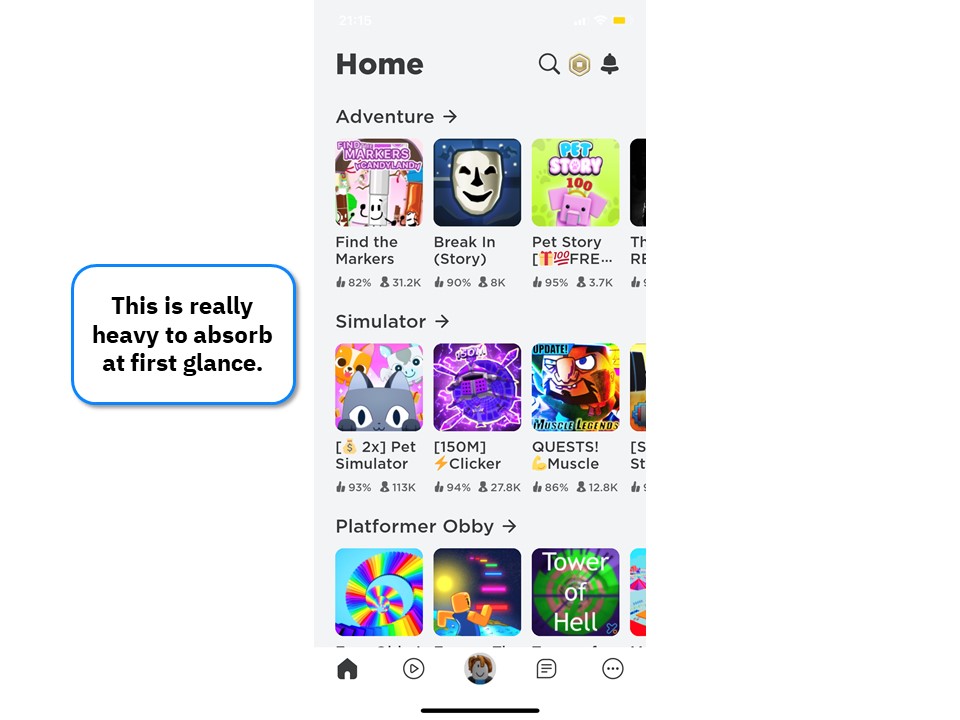 21:15
Home
Adventure →
FIND THE
MARKERS
CANDYLAND
PET
STORY
100
Find the
Markers
Break In
(Story)
Pet Story
[🎁💯FRE...
Th
RE
82% 31.2K
90% 8K
95% 3.7K
9
This is really
heavy to absorb
at first glance.
Simulator →
150M
UPDATE!
MUSCLE LEGENDS
[💰 2x] Pet
Simulator
[150M]
⚡Clicker
QUESTS!
💪Muscle
[S
St
93% 113K
94% 27.8K
86% 12.8K
9
Platformer Obby →
Tower
of
Hell